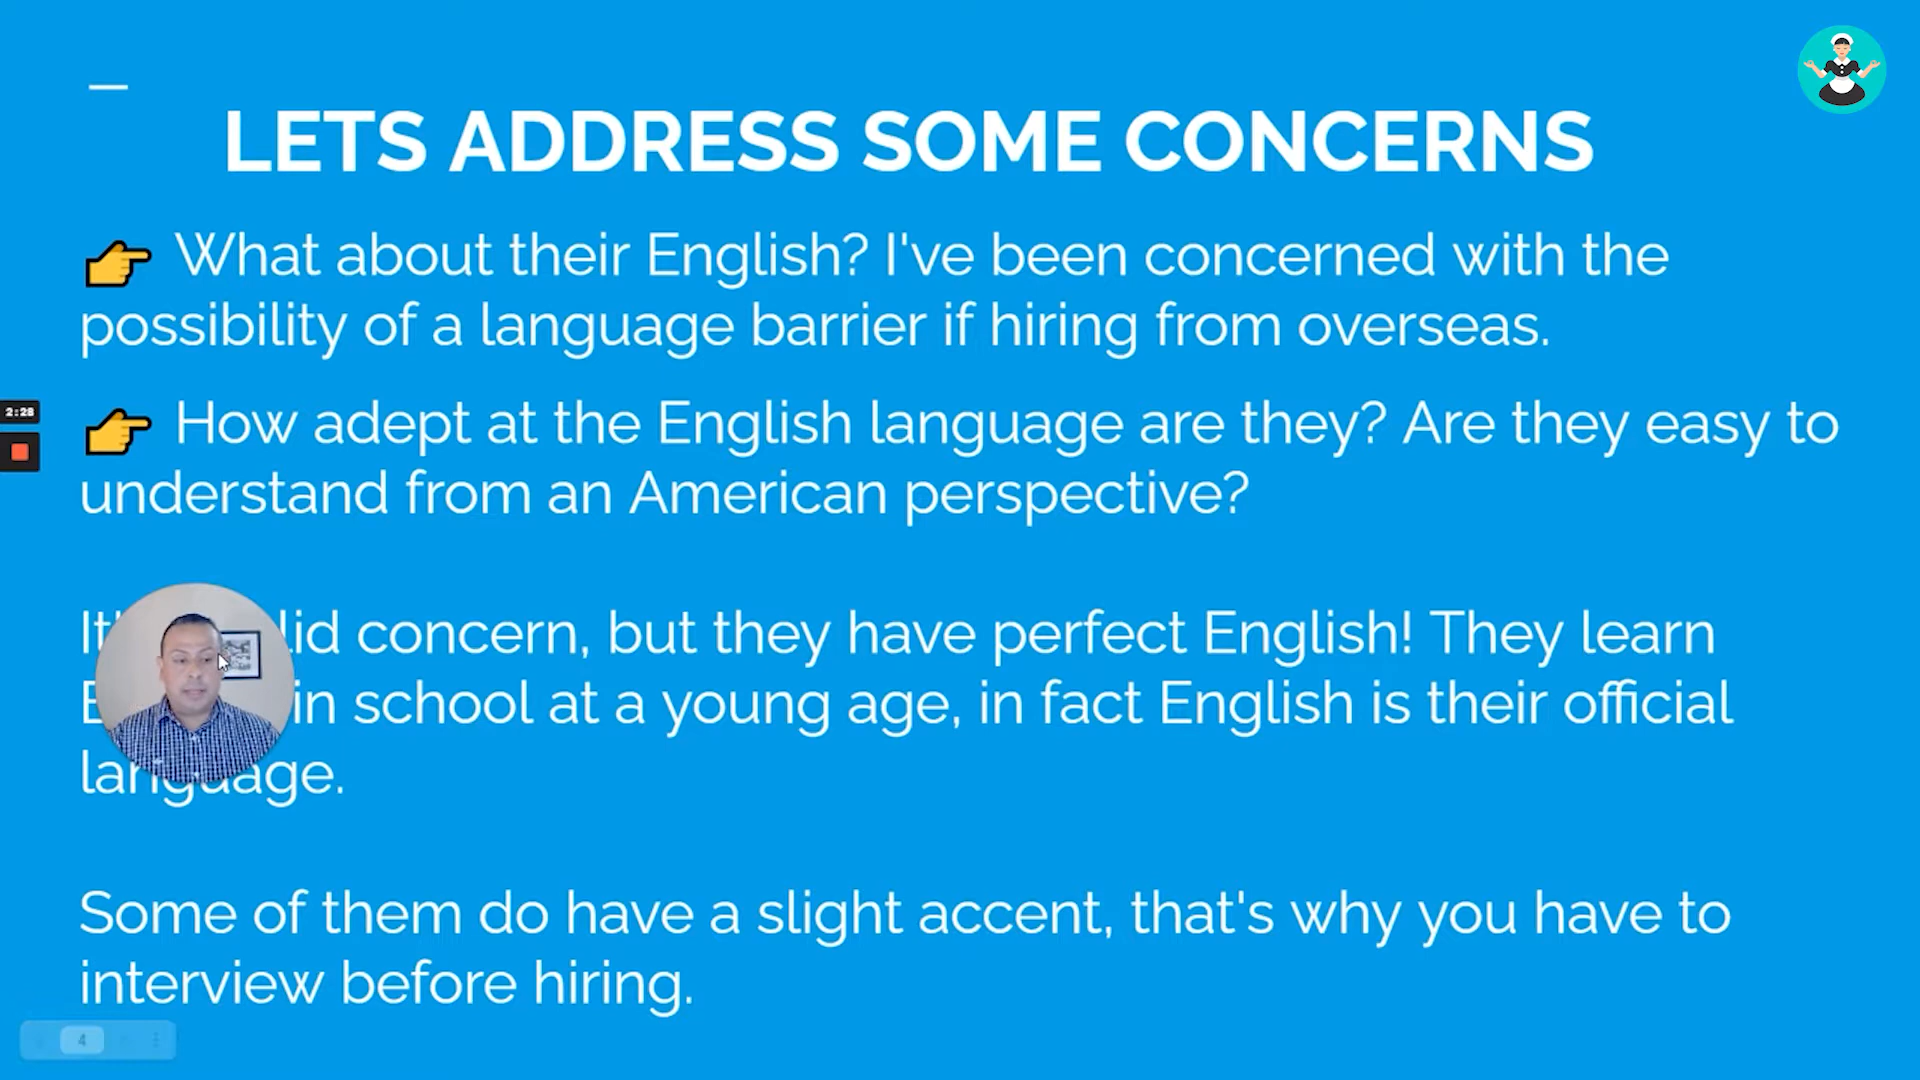 LETS ADDRESS SOME CONCERNS
👉 What about their English? I've been concerned with the
possibility of a language barrier if hiring from overseas.
👉 How adept at the English language are they? Are they easy to
understand from an American perspective?
2:28
lid concern, but they have perfect English! They learn
in school at a young age, in fact English is their official
language.
Some of them do have a slight accent, that's why you have to
interview before hiring.
4